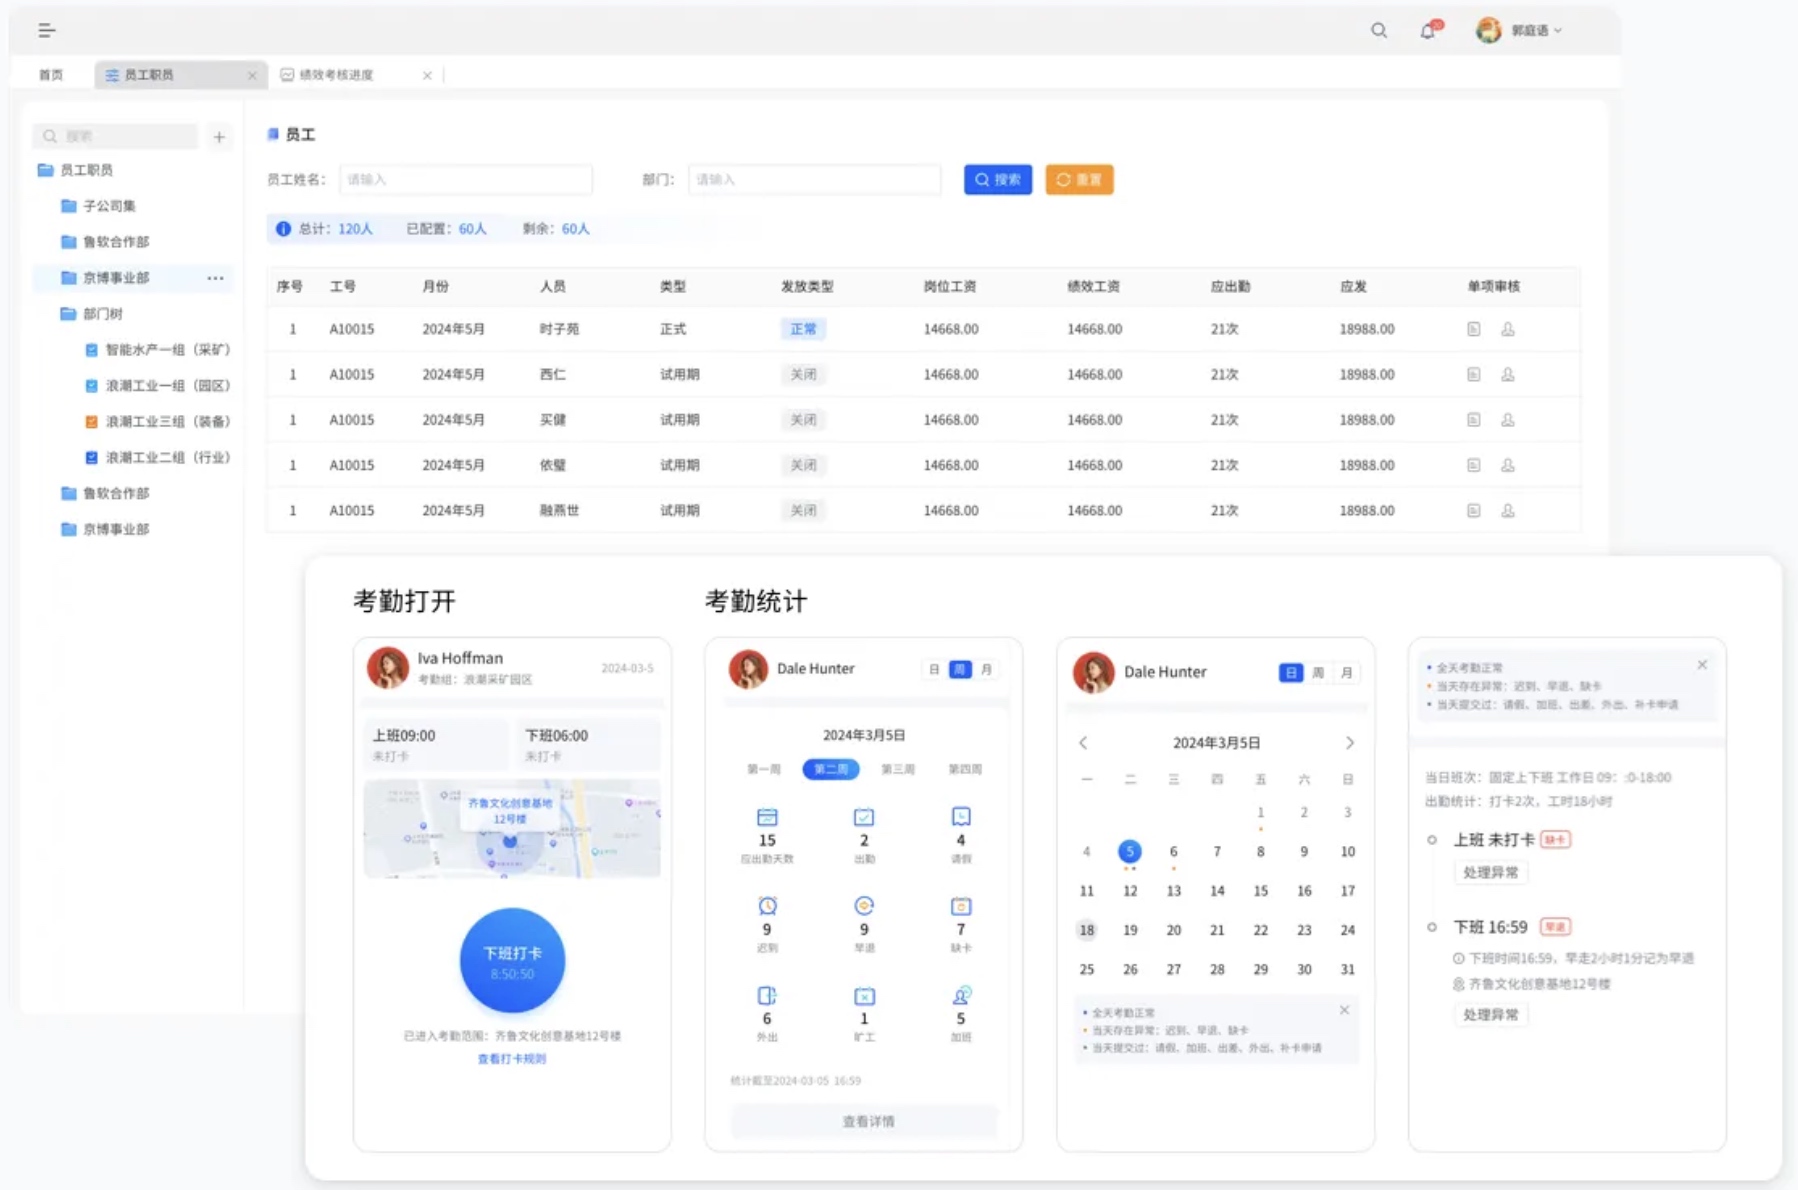 20
郭庭语
首页
员工职员
绩效考核进度
搜索
员工职员
子公司集
鲁软合作部
京博事业部 ...
部门树
智能水产一组（采矿）
浪潮工业一组（园区）
浪潮工业三组（装备）
浪潮工业二组（行业）
鲁软合作部
京博事业部
员工
员工姓名： 请输入 部门： 请输入 搜索 重置
总计：120人 已配置：60人 剩余：60人
序号 工号 月份 人员 类型 发放类型 岗位工资 绩效工资 应出勤 应发 单项审核
1 A10015 2024年5月 时子苑 正式 正常 14668.00 14668.00 21次 18988.00
1 A10015 2024年5月 西仁 试用期 关闭 14668.00 14668.00 21次 18988.00
1 A10015 2024年5月 买健 试用期 关闭 14668.00 14668.00 21次 18988.00
1 A10015 2024年5月 依璧 试用期 关闭 14668.00 14668.00 21次 18988.00
1 A10015 2024年5月 融燕世 试用期 关闭 14668.00 14668.00 21次 18988.00
考勤打开
Iva Hoffman
2024-03-5
考勤组：浪潮采矿园区
上班09:00 下班06:00
未打卡 未打卡
齐鲁文化创意基地
12号楼
下班打卡
8:50:50
已进入考勤范围：齐鲁文化创意基地12号楼
查看打卡规则
考勤统计
Dale Hunter 日 周 月
2024年3月5日
第一周 第二周 第三周 第四周
15 2 4
应出勤天数 出勤 请假
9 9 7
迟到 早退 缺卡
6 1 5
外出 旷工 加班
统计截至2024-03-05 16:59
查看详情
Dale Hunter 日 周 月
2024年3月5日
一 二 三 四 五 六 日
1 2 3
4 5 6 7 8 9 10
11 12 13 14 15 16 17
18 19 20 21 22 23 24
25 26 27 28 29 30 31
全天考勤正常
当天存在异常：迟到、早退、缺卡
当天提交过：请假、加班、出差、外出、补卡申请
全天考勤正常
当天存在异常：迟到、早退、缺卡
当天提交过：请假、加班、出差、外出、补卡申请
当日班次：固定上下班 工作日 09：:0-18:00
出勤统计：打卡2次，工时18小时
上班 未打卡 缺卡
处理异常
下班 16:59 早退
下班时间16:59，早走2小时1分记为早退
齐鲁文化创意基地12号楼
处理异常